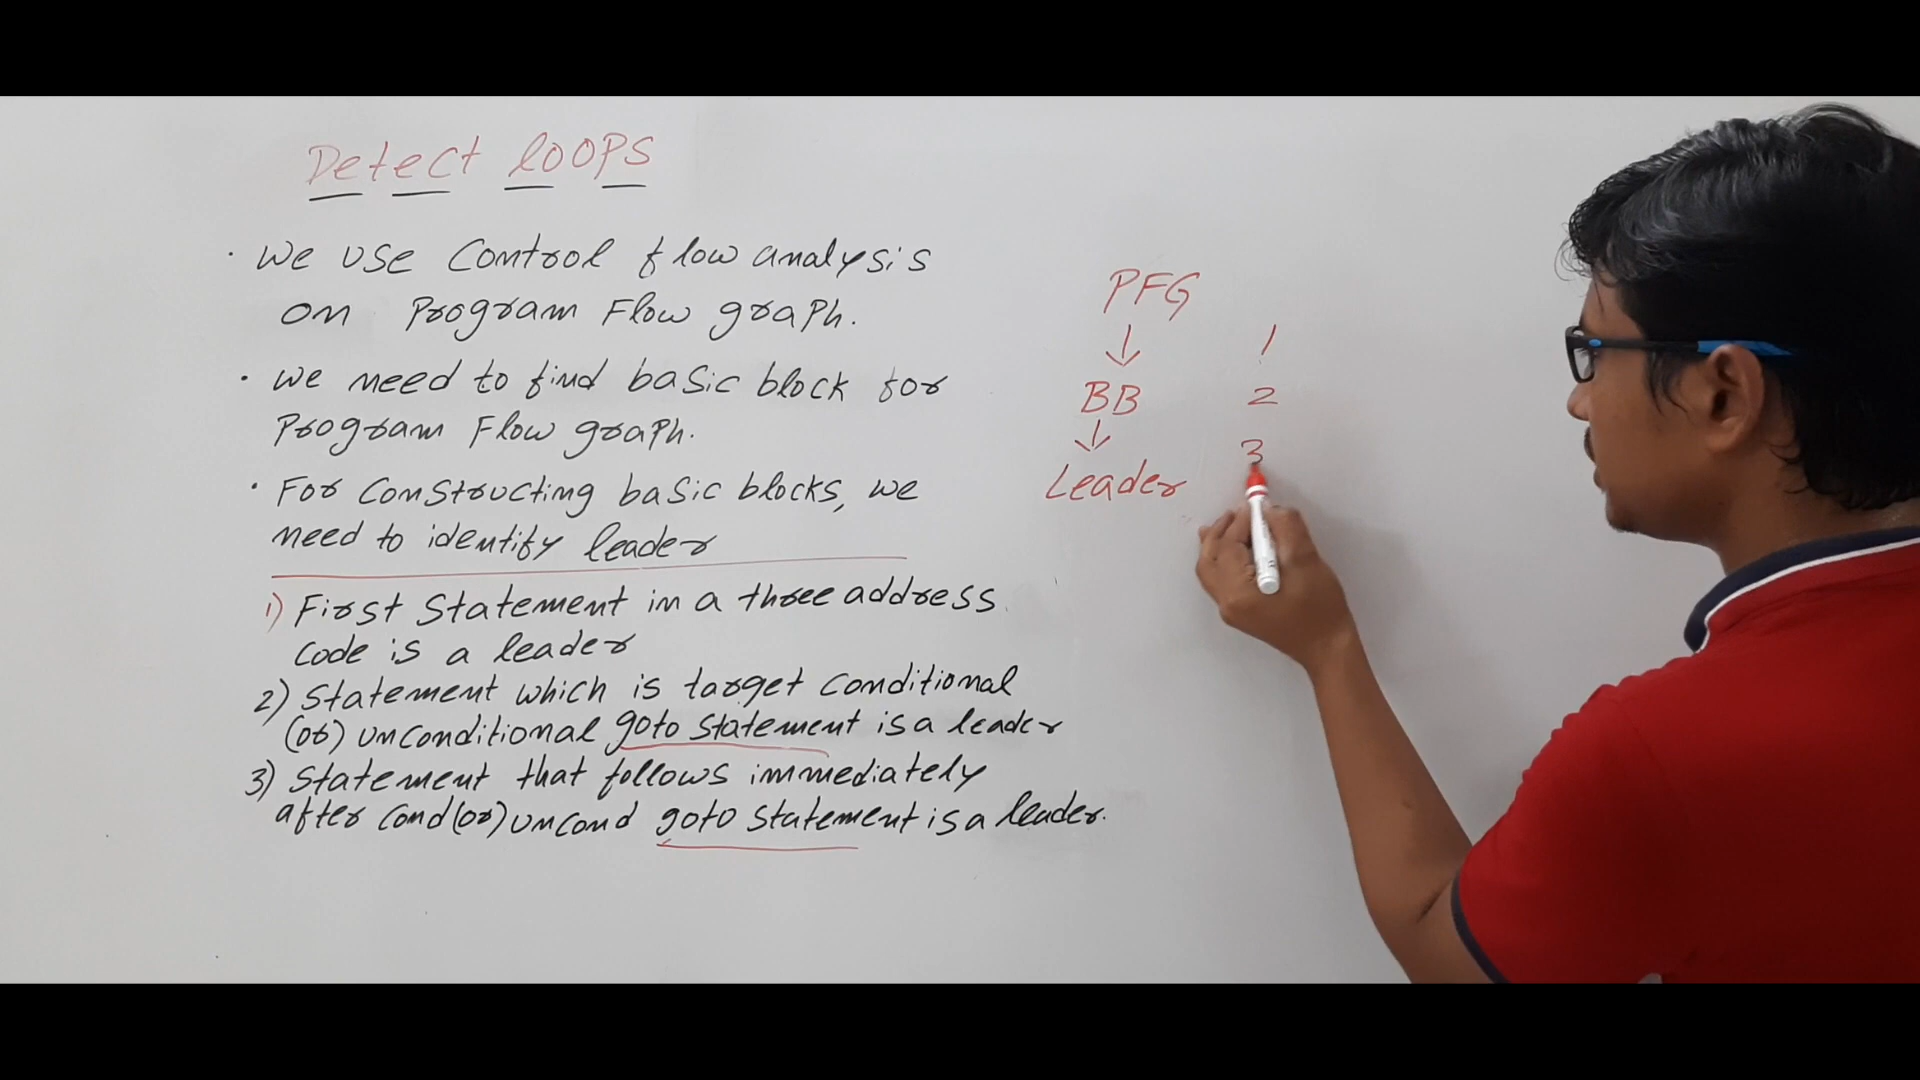 Detect loops
· we use Control flow analysis
on Program Flow graph.
· we need to find basic block for
Program Flow graph.
· For constructing basic blocks, we
need to identify leader
1) First Statement in a three address
code is a leader
2) Statement which is target conditional
(or) unconditional goto statement is a leader
3) Statement that follows immediately
after cond (or) uncond goto statement is a leader.
PFG
↓ 1
BB 2
↓ 3
Leader